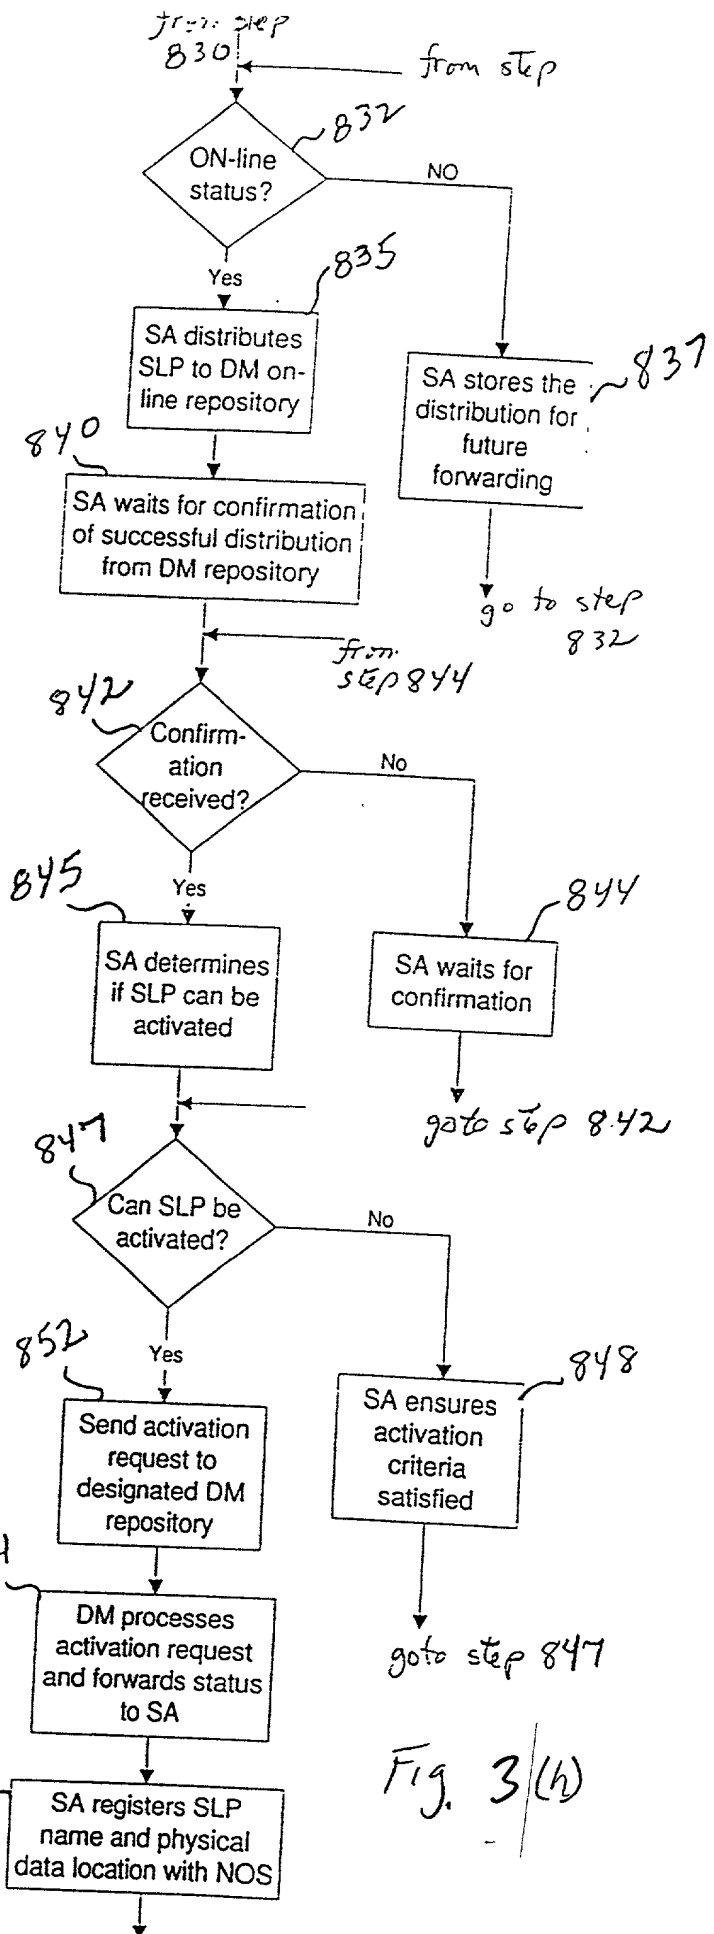 from step
830
from step
832
ON-line
status?
NO
Yes
835
SA distributes
SLP to DM on-
line repository
837
SA stores the
distribution for
future
forwarding
840
SA waits for confirmation
of successful distribution
from DM repository
go to step
832
from
step 844
842
Confirm-
ation
received?
No
Yes
845
844
SA determines
if SLP can be
activated
SA waits for
confirmation
goto step 842
847
Can SLP be
activated?
No
Yes
852
848
Send activation
request to
designated DM
repository
SA ensures
activation
criteria
satisfied
DM processes
activation request
and forwards status
to SA
goto step 847
SA registers SLP
name and physical
data location with NOS
Fig. 3(h)